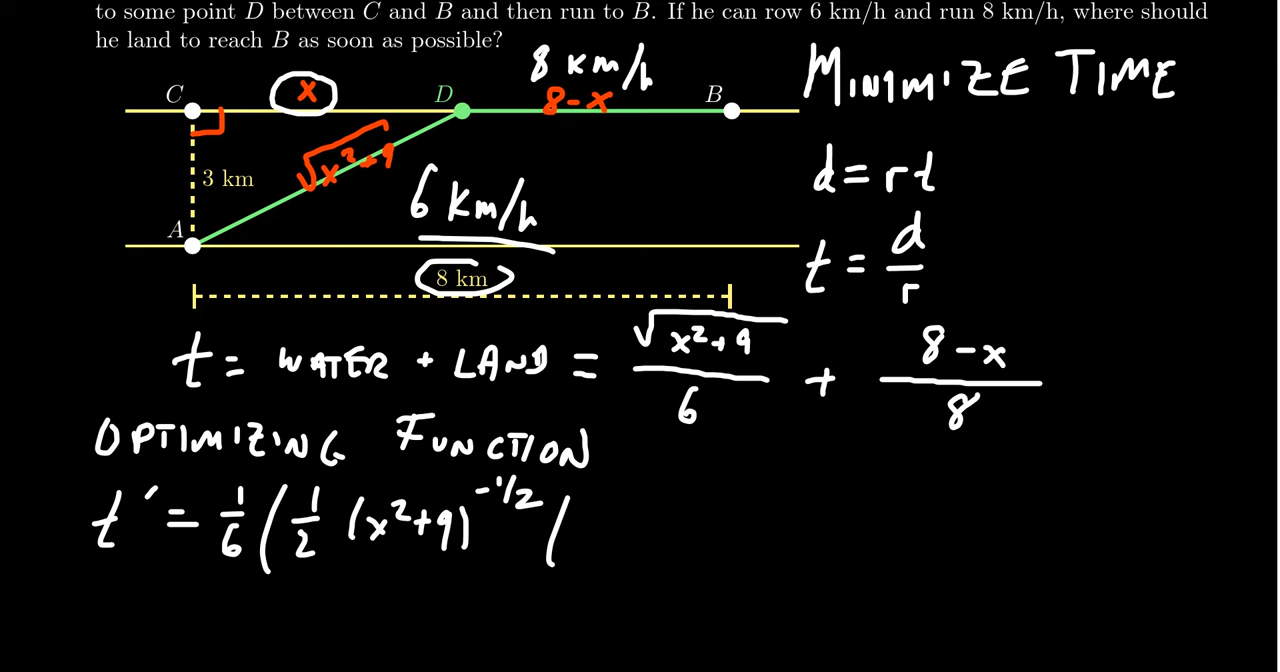 to some point D between C and B and then run to B. If he can row 6 km/h and run 8 km/h, where should
he land to reach B as soon as possible?
8 km/h
MINIMIZE TIME
C
x
D
8-x
B
√x²+9
3 km
6 km/h
d=rt
A
t = d/r
8 km
t = WATER + LAND = √x²+9/6 + 8-x/8
OPTIMIZING FUNCTION
t' = 1/6 (1/2 (x²+9)^-1/2 (